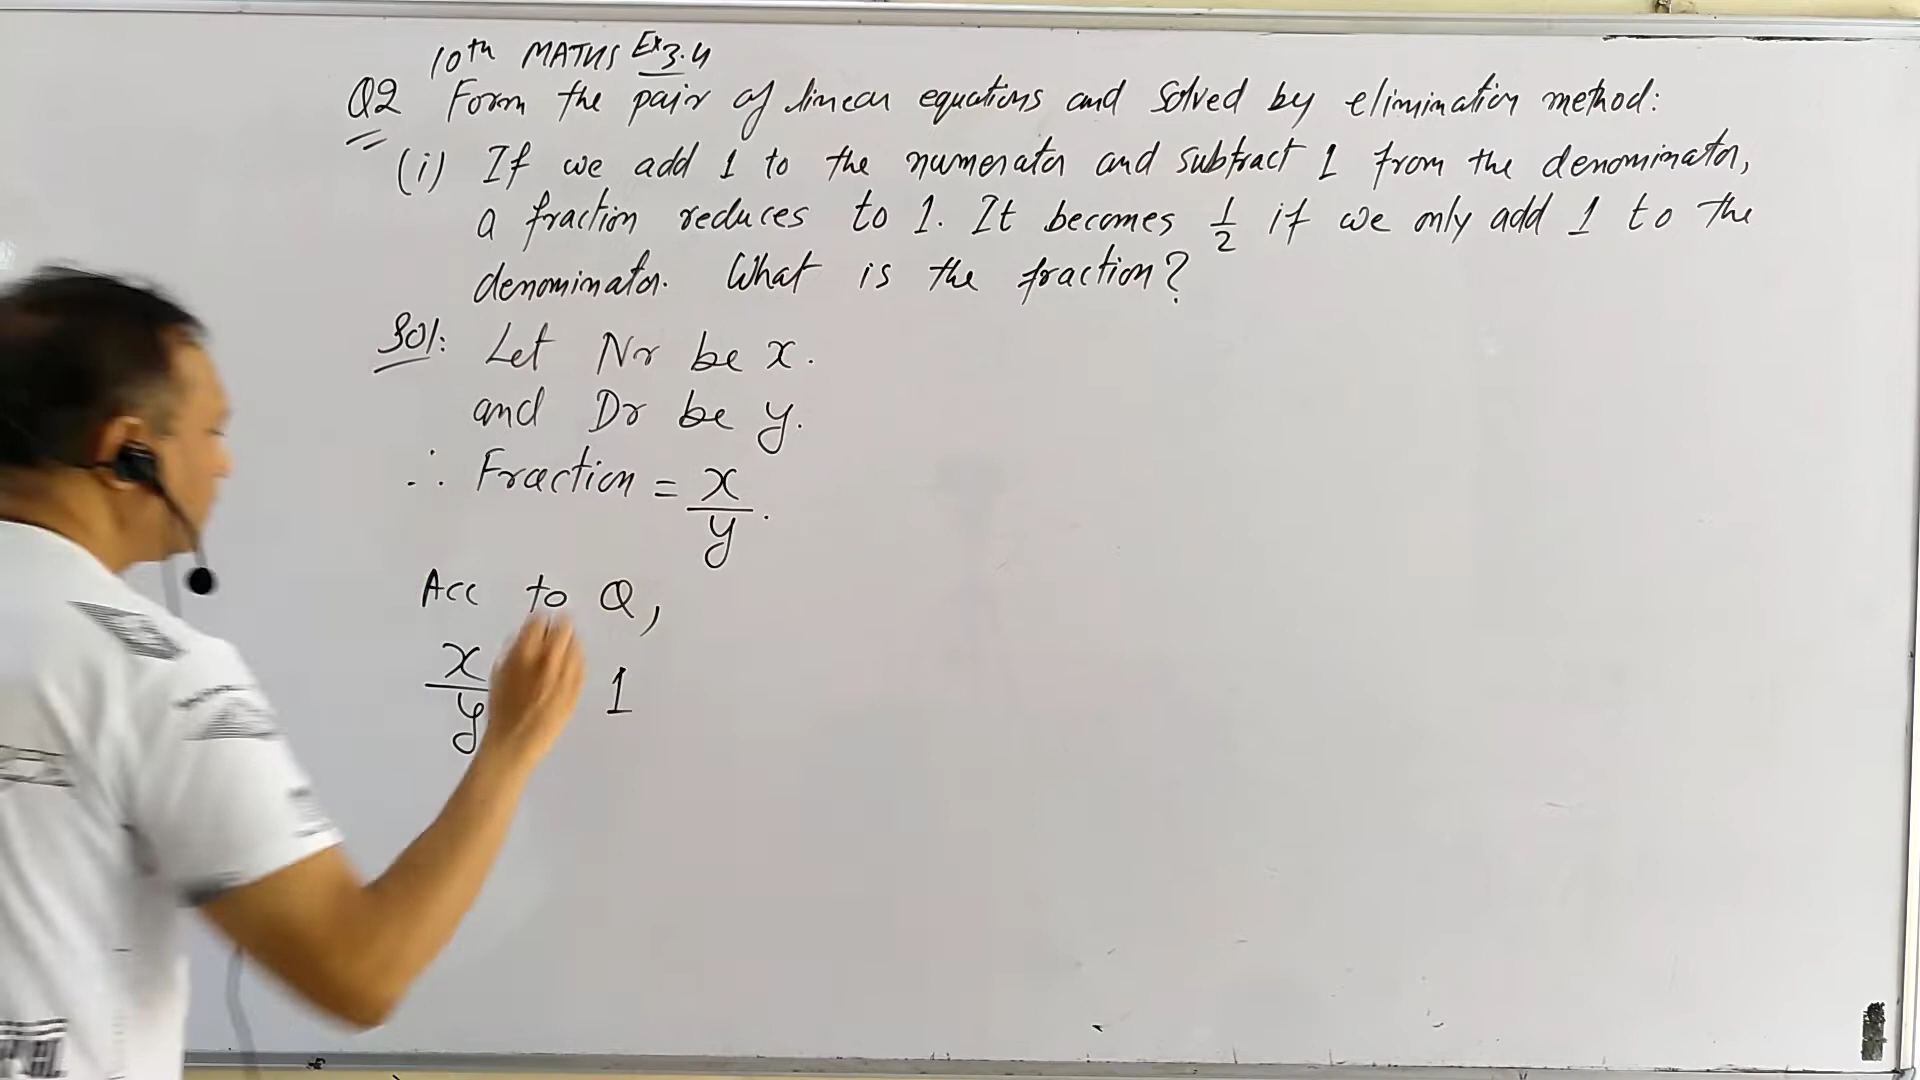 10th MATHS Ex 3.4
Q2 Form the pair of linear equations and solved by elimination method:
(i) If we add 1 to the numerator and subtract 1 from the denominator,
a fraction reduces to 1. It becomes 1/2 if we only add 1 to the
denominator. What is the fraction?
Sol: Let Nr be x.
and Dr be y.
∴ Fraction = x/y.
Acc to Q,
x/y 1